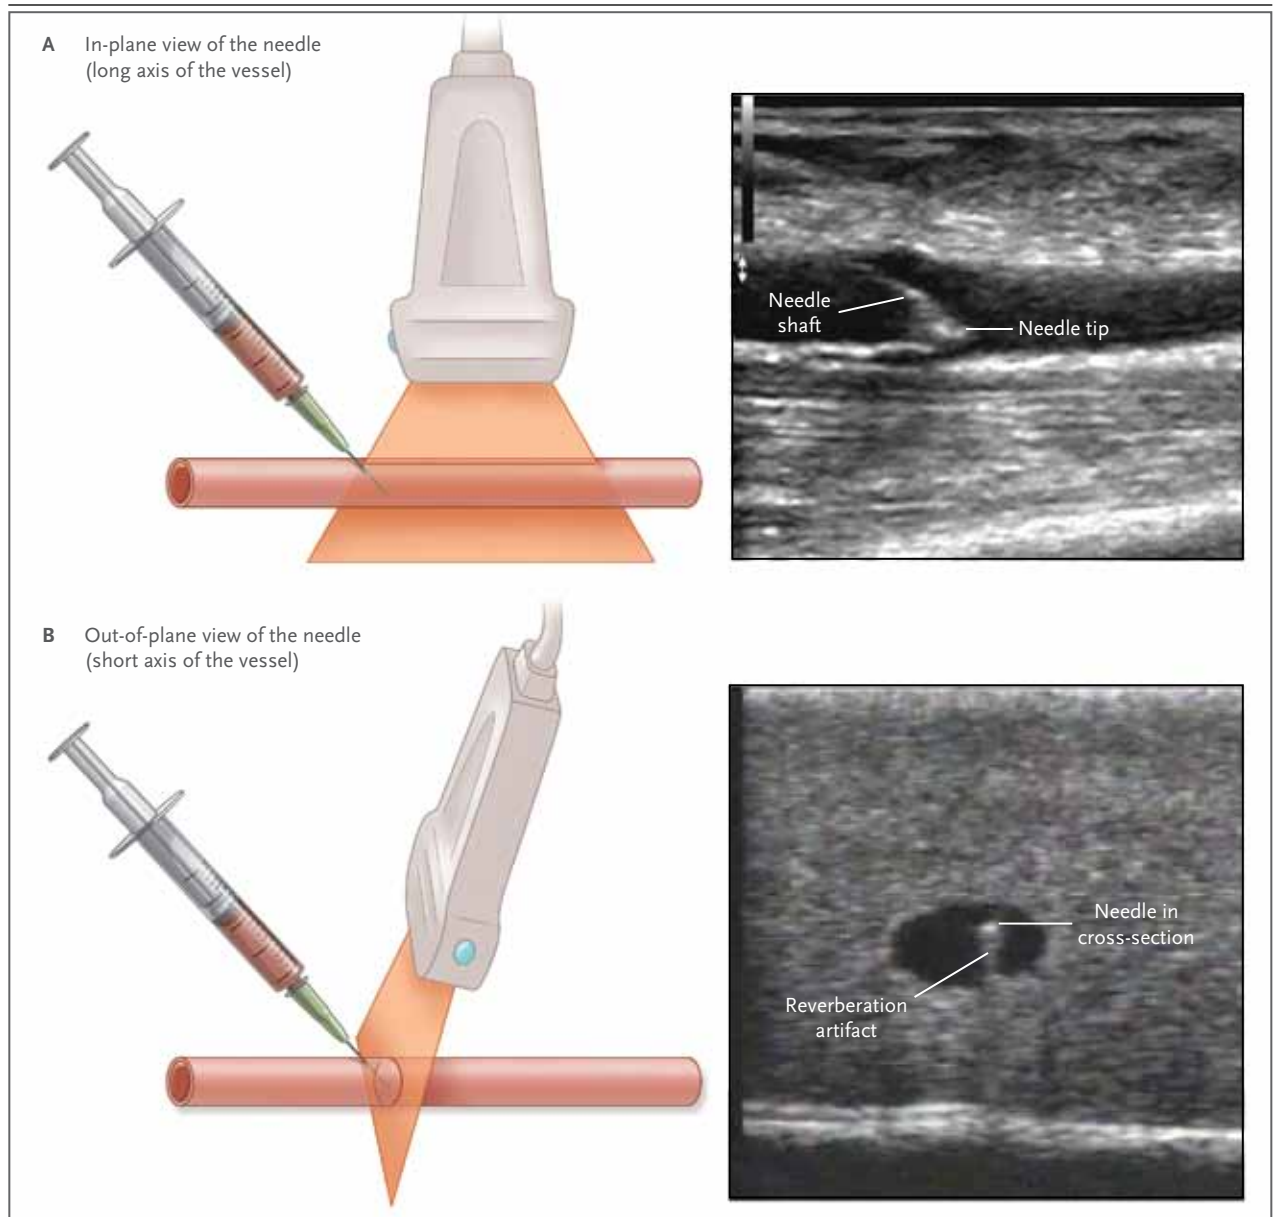 A In-plane view of the needle
(long axis of the vessel)
Needle
shaft
Needle tip
B Out-of-plane view of the needle
(short axis of the vessel)
Needle in
cross-section
Reverberation
artifact